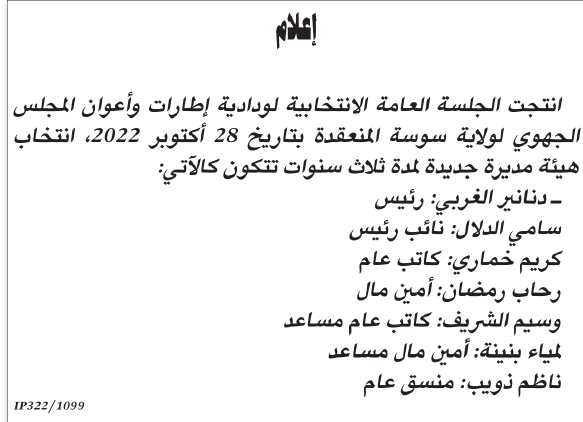 إعلام
انتجت الجلسة العامة الانتخابية لودادية إطارات وأعوان المجلس
الجهوي لولاية سوسة المنعقدة بتاريخ 28 أكتوبر 2022، انتخاب
هيئة مديرة جديدة لمدة ثلاث سنوات تتكون كالآتي:
ـ دنانير الغربي: رئيس
سامي الدلال: نائب رئيس
كريم خماري: كاتب عام
رحاب رمضان: أمين مال
وسيم الشريف: كاتب عام مساعد
لمياء بنينة: أمين مال مساعد
ناظم ذويب: منسق عام
IP322/1099